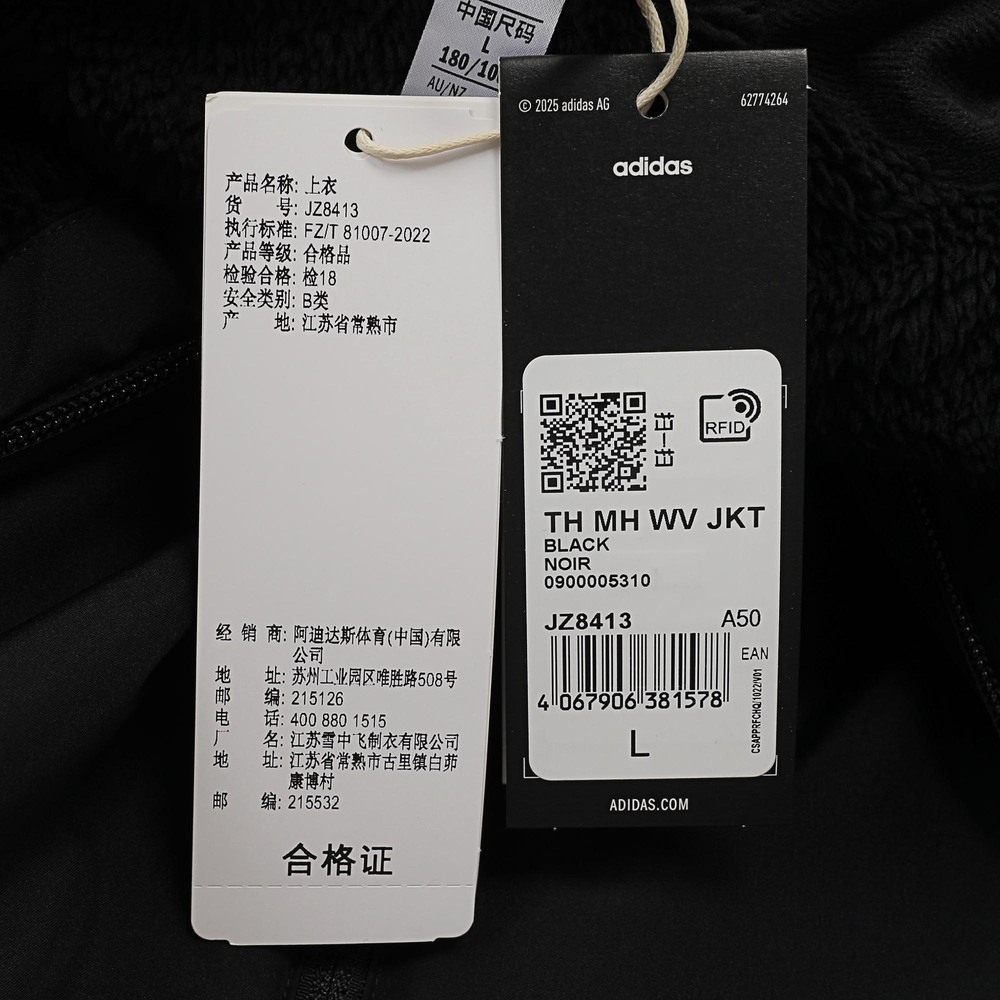 中国尺码
L
AU/NZ
产品名称: 上衣
货 号: JZ8413
执行标准: FZ/T 81007-2022
产品等级: 合格品
检验合格: 检18
安全类别: B类
产 地: 江苏省常熟市
经 销 商: 阿迪达斯体育(中国)有限
公司
地 址: 苏州工业园区唯胜路508号
邮 编: 215126
电 话: 400 880 1515
厂 名: 江苏雪中飞制衣有限公司
地 址: 江苏省常熟市古里镇白茆
康博村
邮 编: 215532
合格证
© 2025 adidas AG
62774264
adidas
扫一扫
RFID
TH MH WV JKT
BLACK
NOIR
0900005310
JZ8413
A50
EAN
4 067906 381578
CSAPPRFCHQ/1022/V01
L
ADIDAS.COM